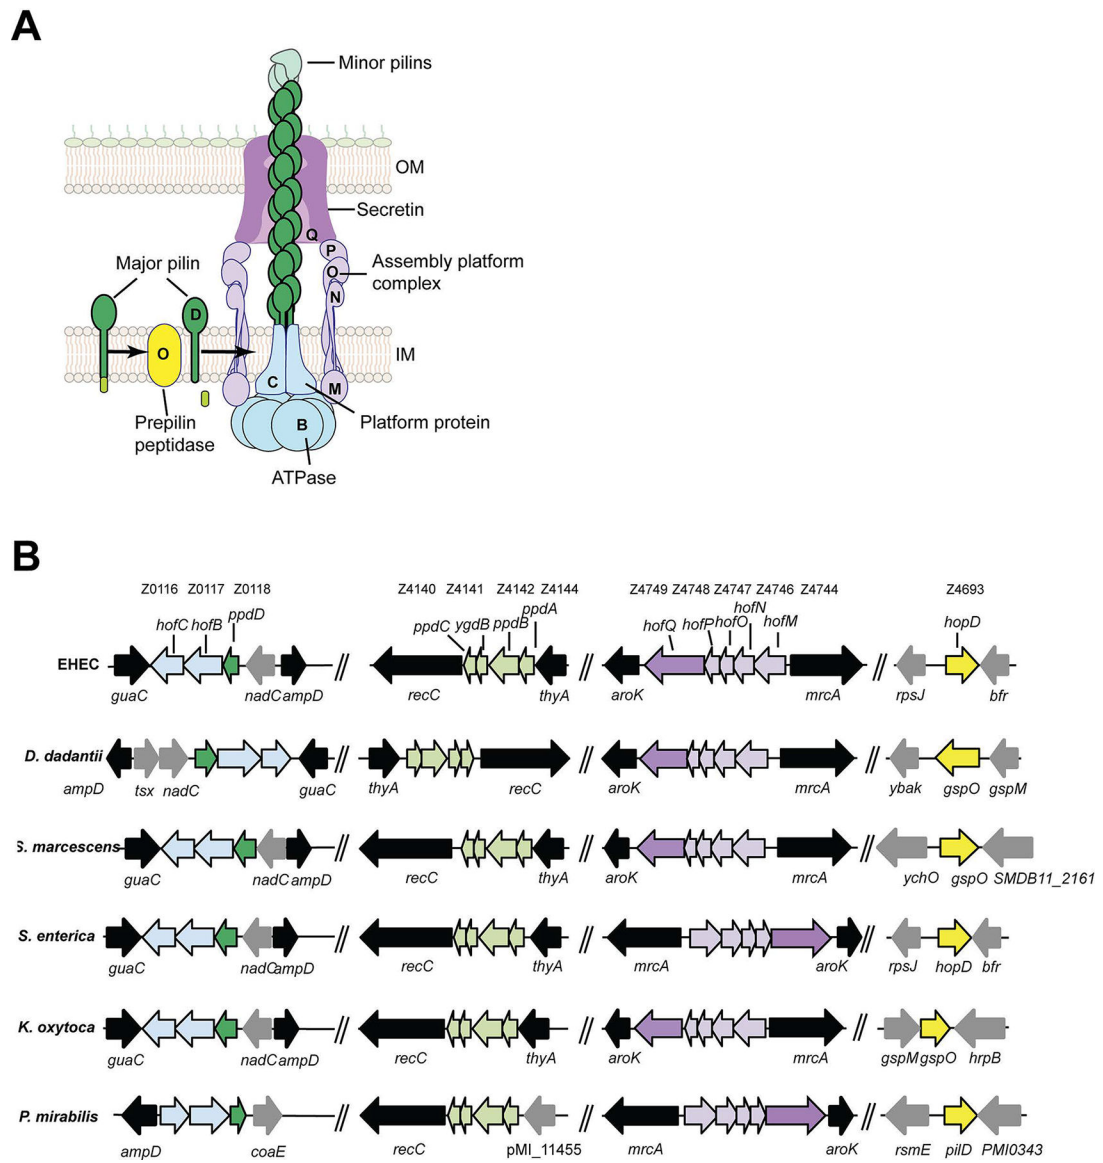 A
Minor pilins
OM
Secretin
Q
P
Major pilin
O
Assembly platform
complex
N
D
O
IM
C
M
Prepilin
peptidase
B
Platform protein
ATPase
B
Z0116 Z0117 Z0118 Z4140 Z4141 Z4142 Z4144 Z4749 Z4748 Z4747 Z4746 Z4744 Z4693
hofC hofB ppdD ppdC ygdB ppdB ppdA hofQ hofP hofO hofN hofM hopD
EHEC
guaC nadC ampD recC thyA aroK mrcA rpsJ bfr
D. dadantii
ampD tsx nadC guaC thyA recC aroK mrcA ybak gspO gspM
S. marcescens
guaC nadC ampD recC thyA aroK mrcA ychO gspO SMDB11_2161
S. enterica
guaC nadC ampD recC thyA mrcA aroK rpsJ hopD bfr
K. oxytoca
guaC nadC ampD recC thyA aroK mrcA gspM gspO hrpB
P. mirabilis
ampD coaE recC pMI_11455 mrcA aroK rsmE pilD PMI0343